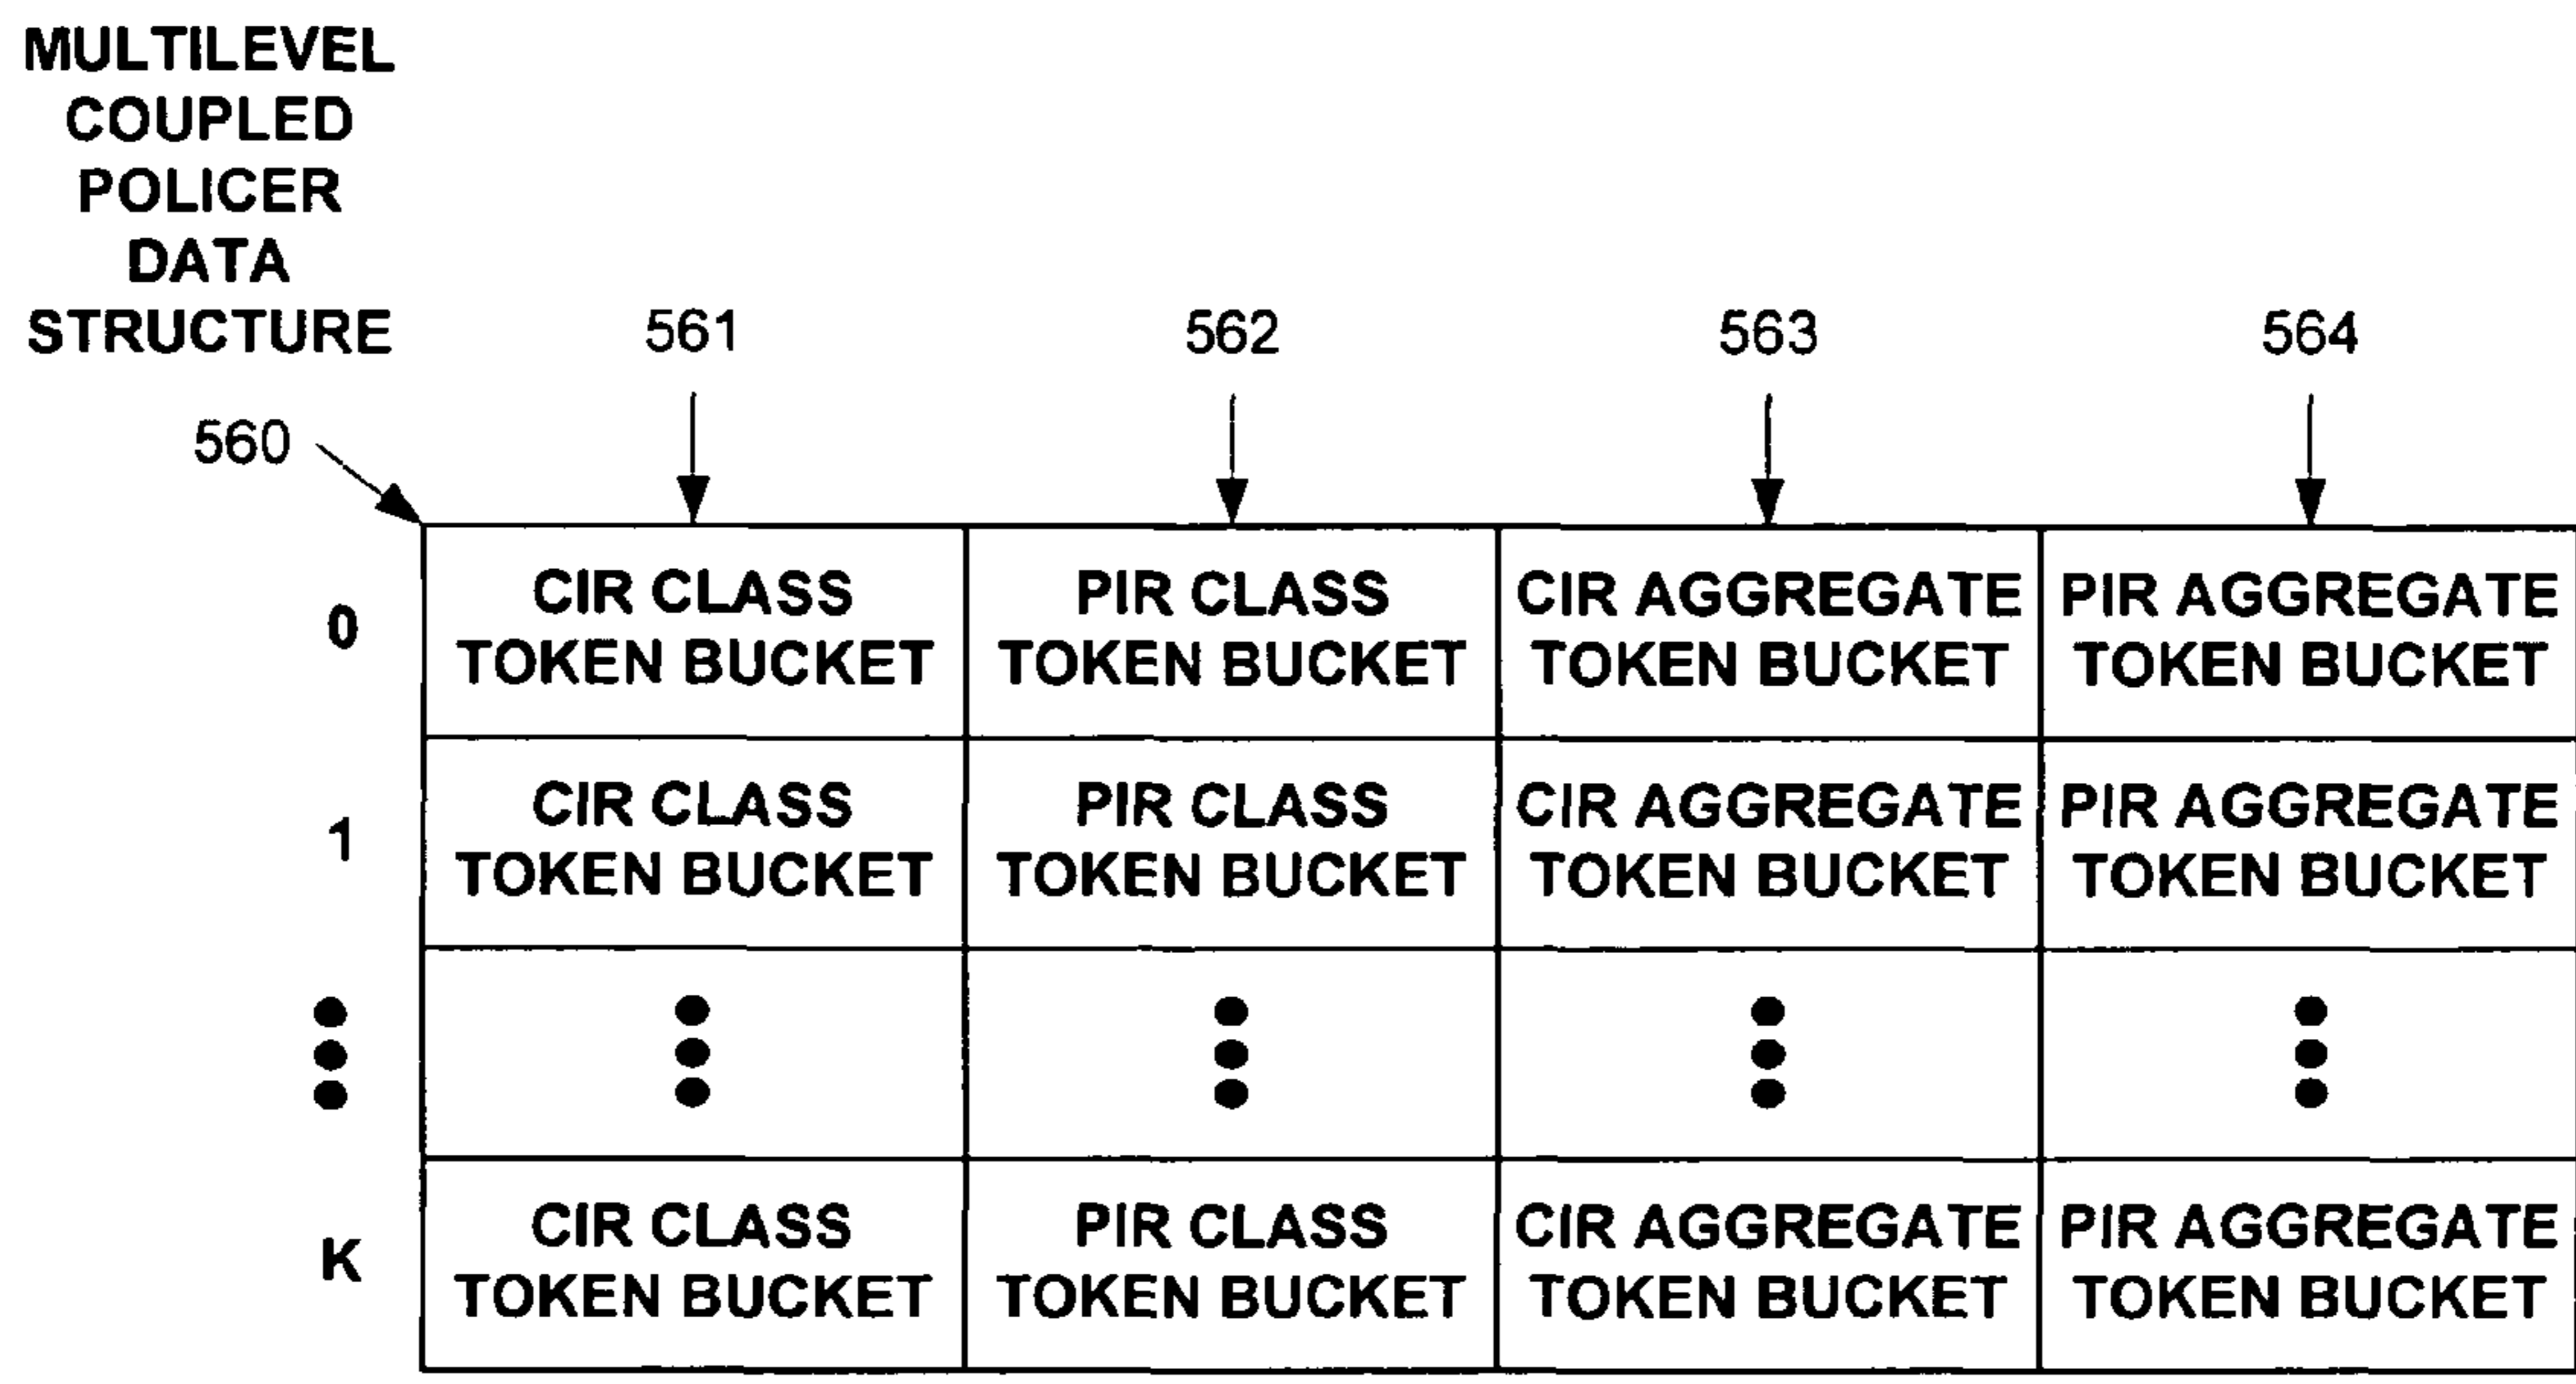 MULTILEVEL
COUPLED
POLICER
DATA
STRUCTURE
561
562
563
564
560
0
CIR CLASS
TOKEN BUCKET
PIR CLASS
TOKEN BUCKET
CIR AGGREGATE
TOKEN BUCKET
PIR AGGREGATE
TOKEN BUCKET
1
CIR CLASS
TOKEN BUCKET
PIR CLASS
TOKEN BUCKET
CIR AGGREGATE
TOKEN BUCKET
PIR AGGREGATE
TOKEN BUCKET
K
CIR CLASS
TOKEN BUCKET
PIR CLASS
TOKEN BUCKET
CIR AGGREGATE
TOKEN BUCKET
PIR AGGREGATE
TOKEN BUCKET